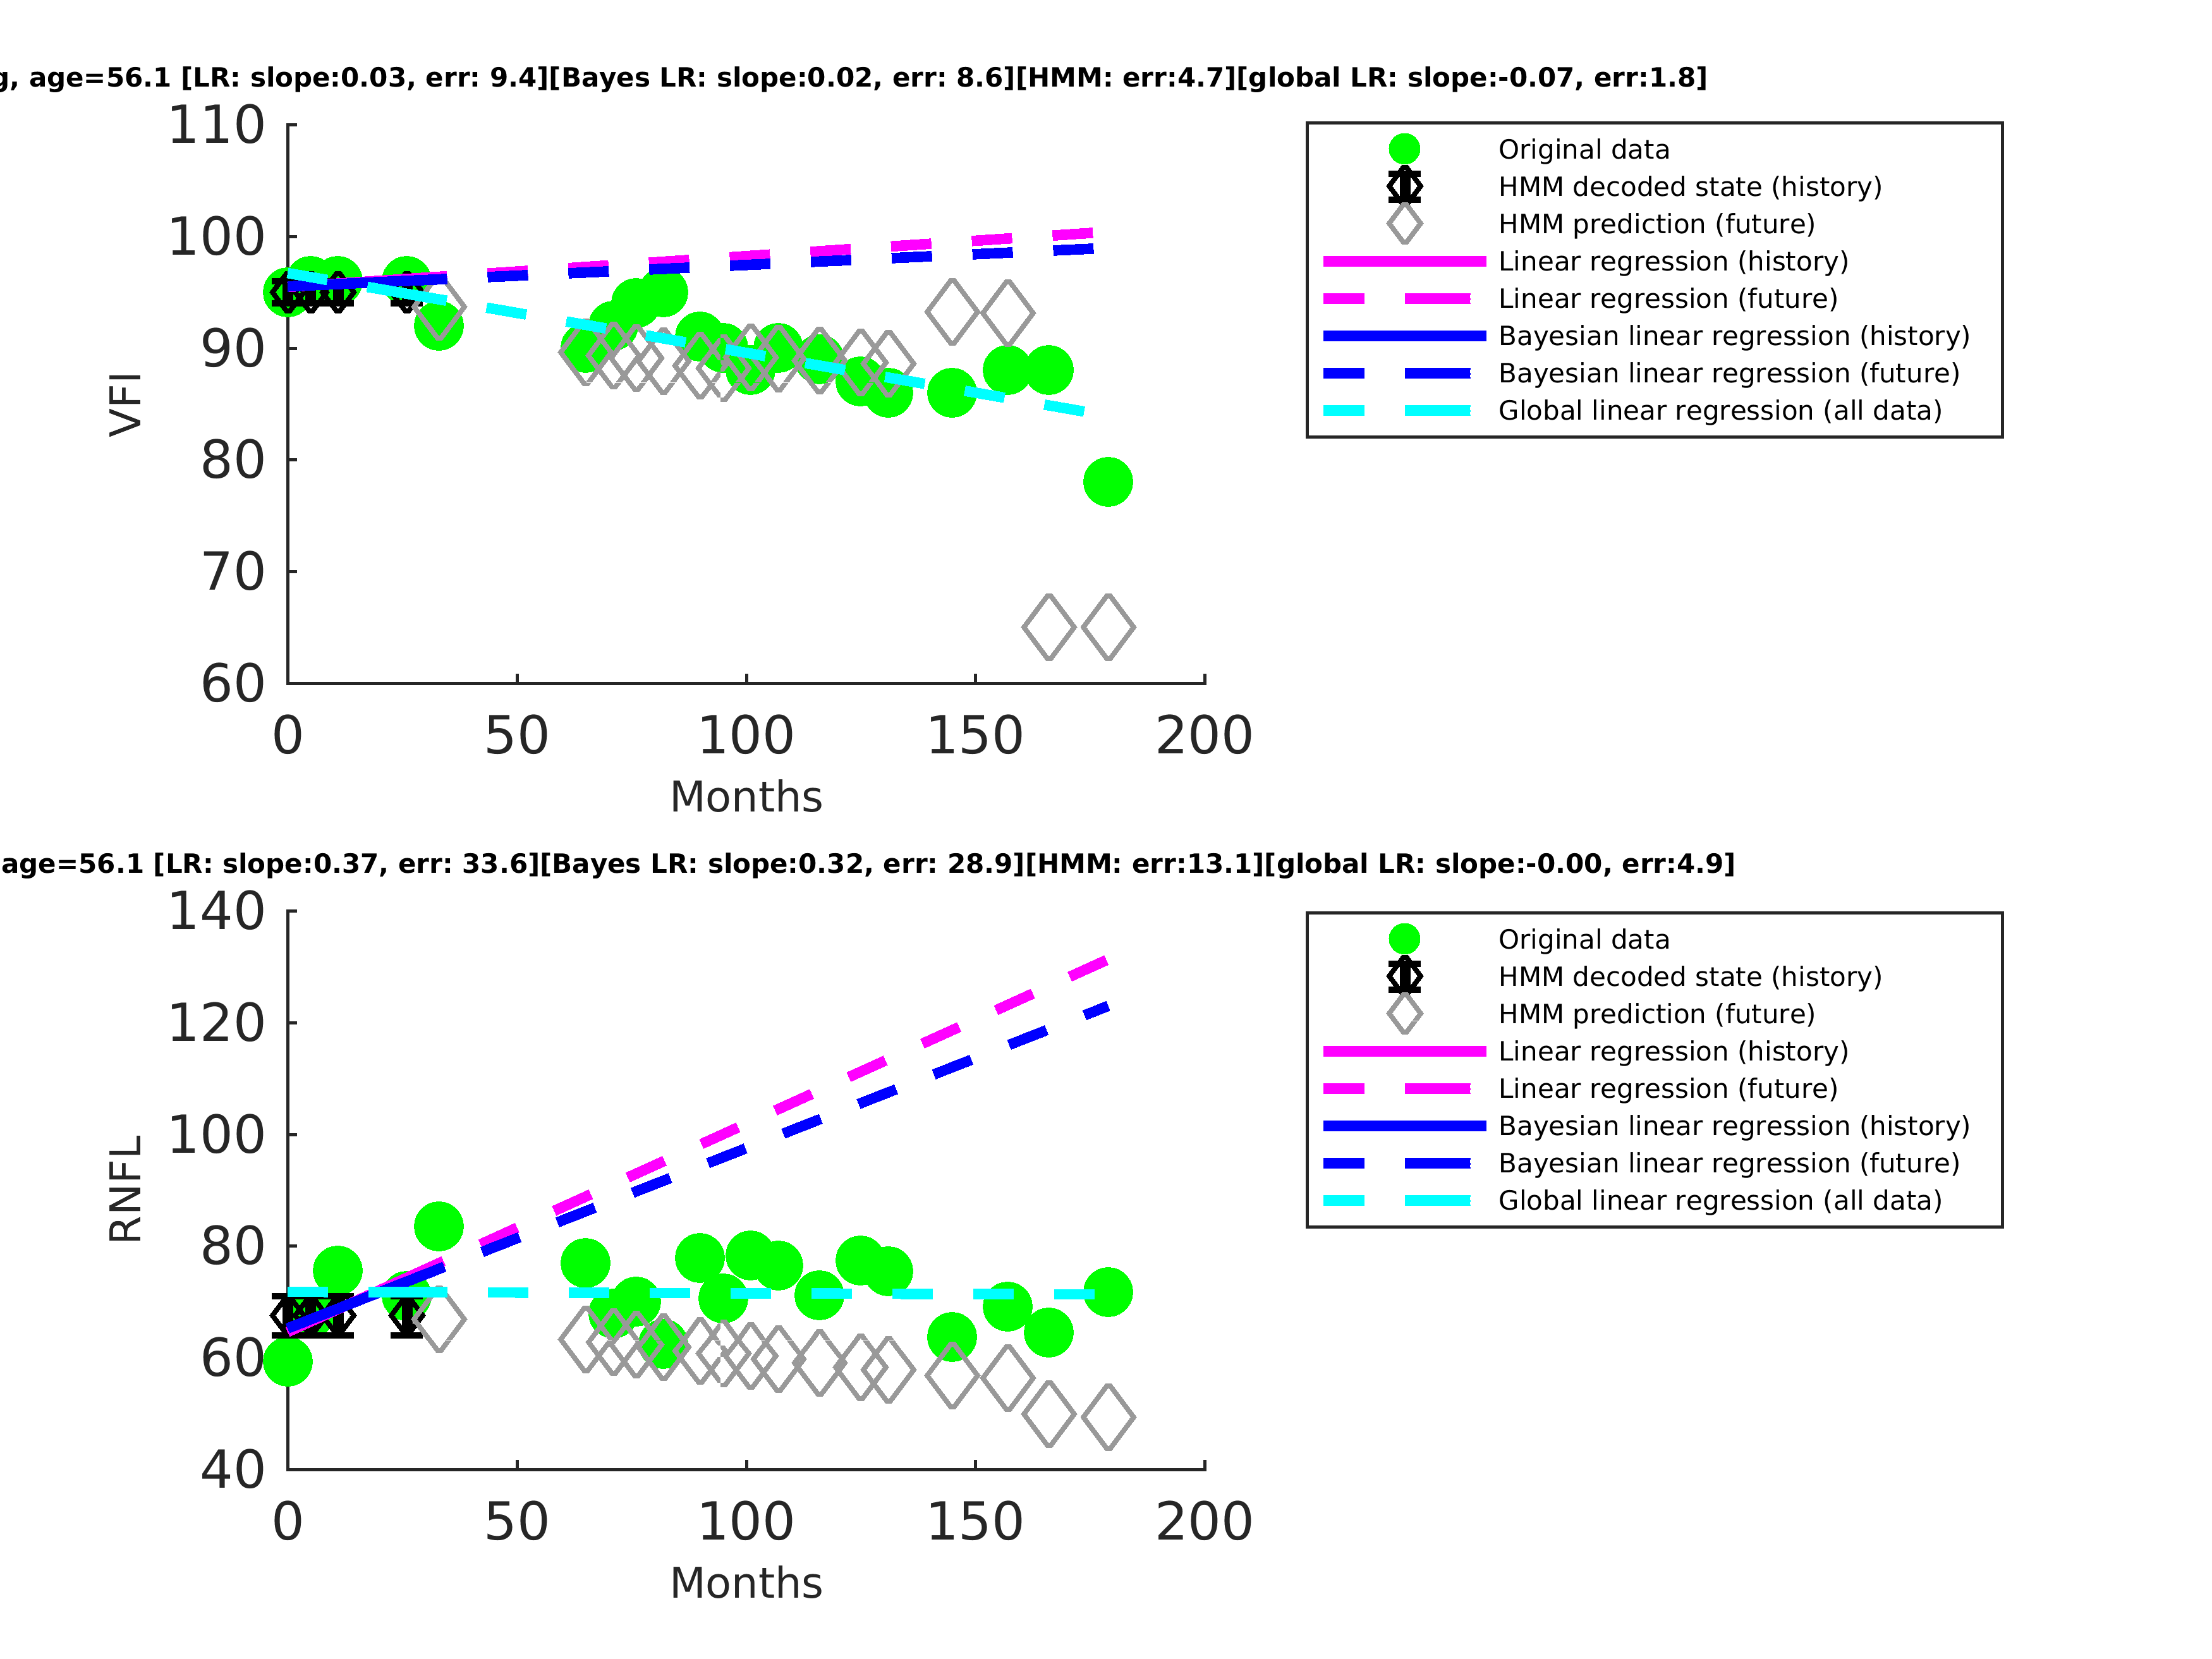 g, age=56.1 [LR: slope:0.03, err: 9.4][Bayes LR: slope:0.02, err: 8.6][HMM: err:4.7][global LR: slope:-0.07, err:1.8]
110
100
90
80
70
60
VFI
0 50 100 150 200
Months
Original data
HMM decoded state (history)
HMM prediction (future)
Linear regression (history)
Linear regression (future)
Bayesian linear regression (history)
Bayesian linear regression (future)
Global linear regression (all data)
age=56.1 [LR: slope:0.37, err: 33.6][Bayes LR: slope:0.32, err: 28.9][HMM: err:13.1][global LR: slope:-0.00, err:4.9]
140
120
100
80
60
40
RNFL
0 50 100 150 200
Months
Original data
HMM decoded state (history)
HMM prediction (future)
Linear regression (history)
Linear regression (future)
Bayesian linear regression (history)
Bayesian linear regression (future)
Global linear regression (all data)